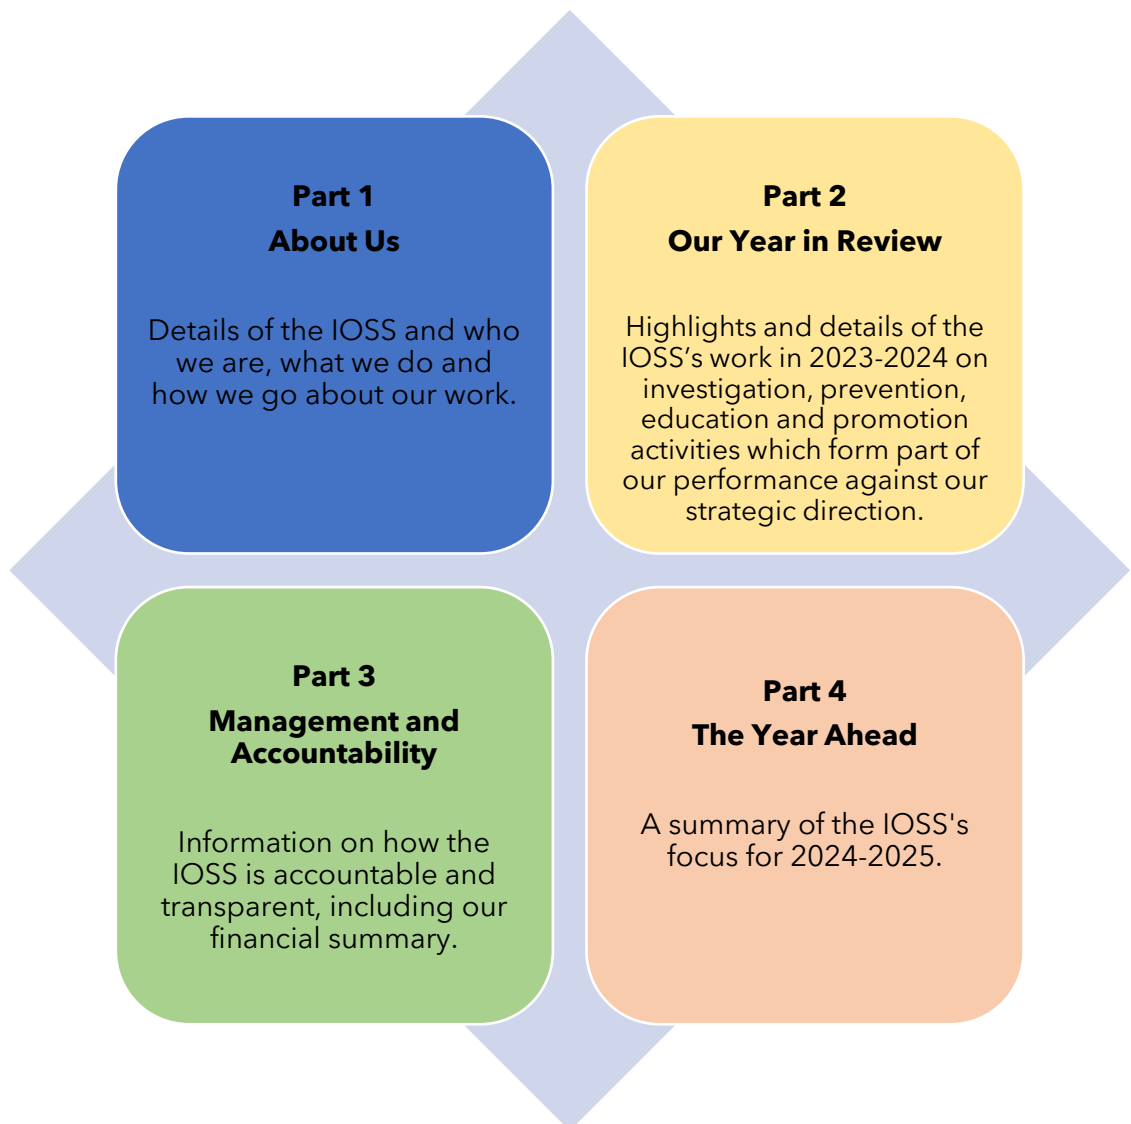 Part 1
About Us
Details of the IOSS and who
we are, what we do and
how we go about our work.
Part 2
Our Year in Review
Highlights and details of the
IOSS’s work in 2023-2024 on
investigation, prevention,
education and promotion
activities which form part of
our performance against our
strategic direction.
Part 3
Management and
Accountability
Information on how the
IOSS is accountable and
transparent, including our
financial summary.
Part 4
The Year Ahead
A summary of the IOSS's
focus for 2024-2025.